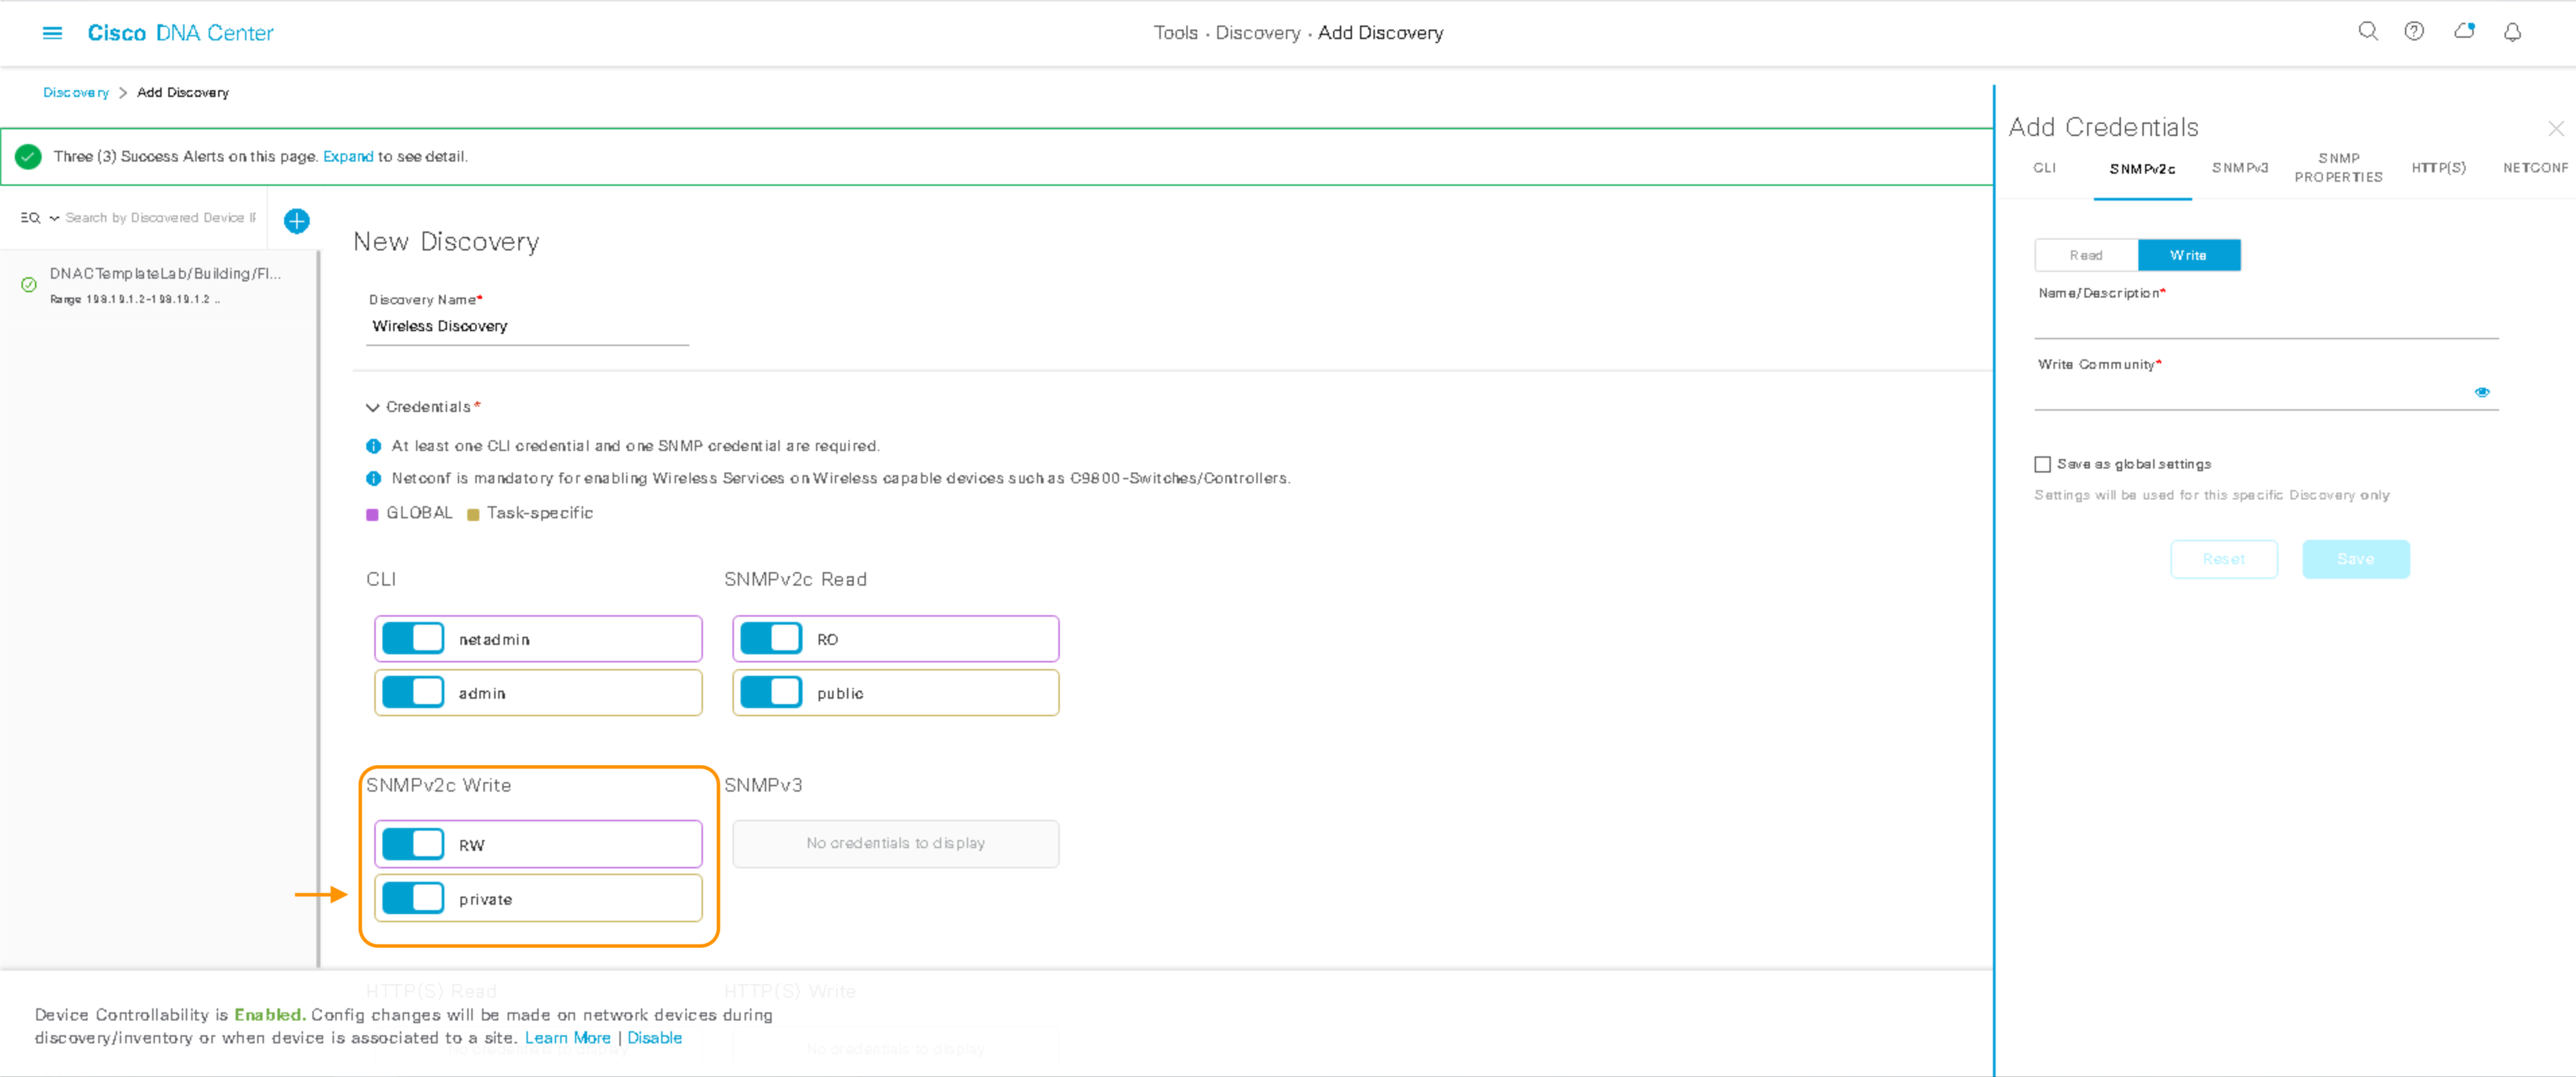 Cisco DNA Center
Tools · Discovery · Add Discovery
Discovery > Add Discovery
Three (3) Success Alerts on this page. Expand to see detail.
Search by Discovered Device IP
DNACTemplateLab/Building/Fl...
Range 198.19.1.2-198.19.1.2 ..
New Discovery
Discovery Name*
Wireless Discovery
Credentials*
At least one CLI credential and one SNMP credential are required.
Netconf is mandatory for enabling Wireless Services on Wireless capable devices such as C9800-Switches/Controllers.
GLOBAL Task-specific
CLI
netadmin
admin
SNMPv2c Read
RO
public
SNMPv2c Write
RW
private
SNMPv3
No credentials to display
HTTP(S) Read
HTTP(S) Write
No credentials to display
Device Controllability is Enabled. Config changes will be made on network devices during
discovery/inventory or when device is associated to a site. Learn More | Disable
Add Credentials
CLI
SNMPv2c
SNMPv3
SNMP
PROPERTIES
HTTP(S)
NETCONF
Read Write
Name/Description*
Write Community*
Save as global settings
Settings will be used for this specific Discovery only
Reset Save